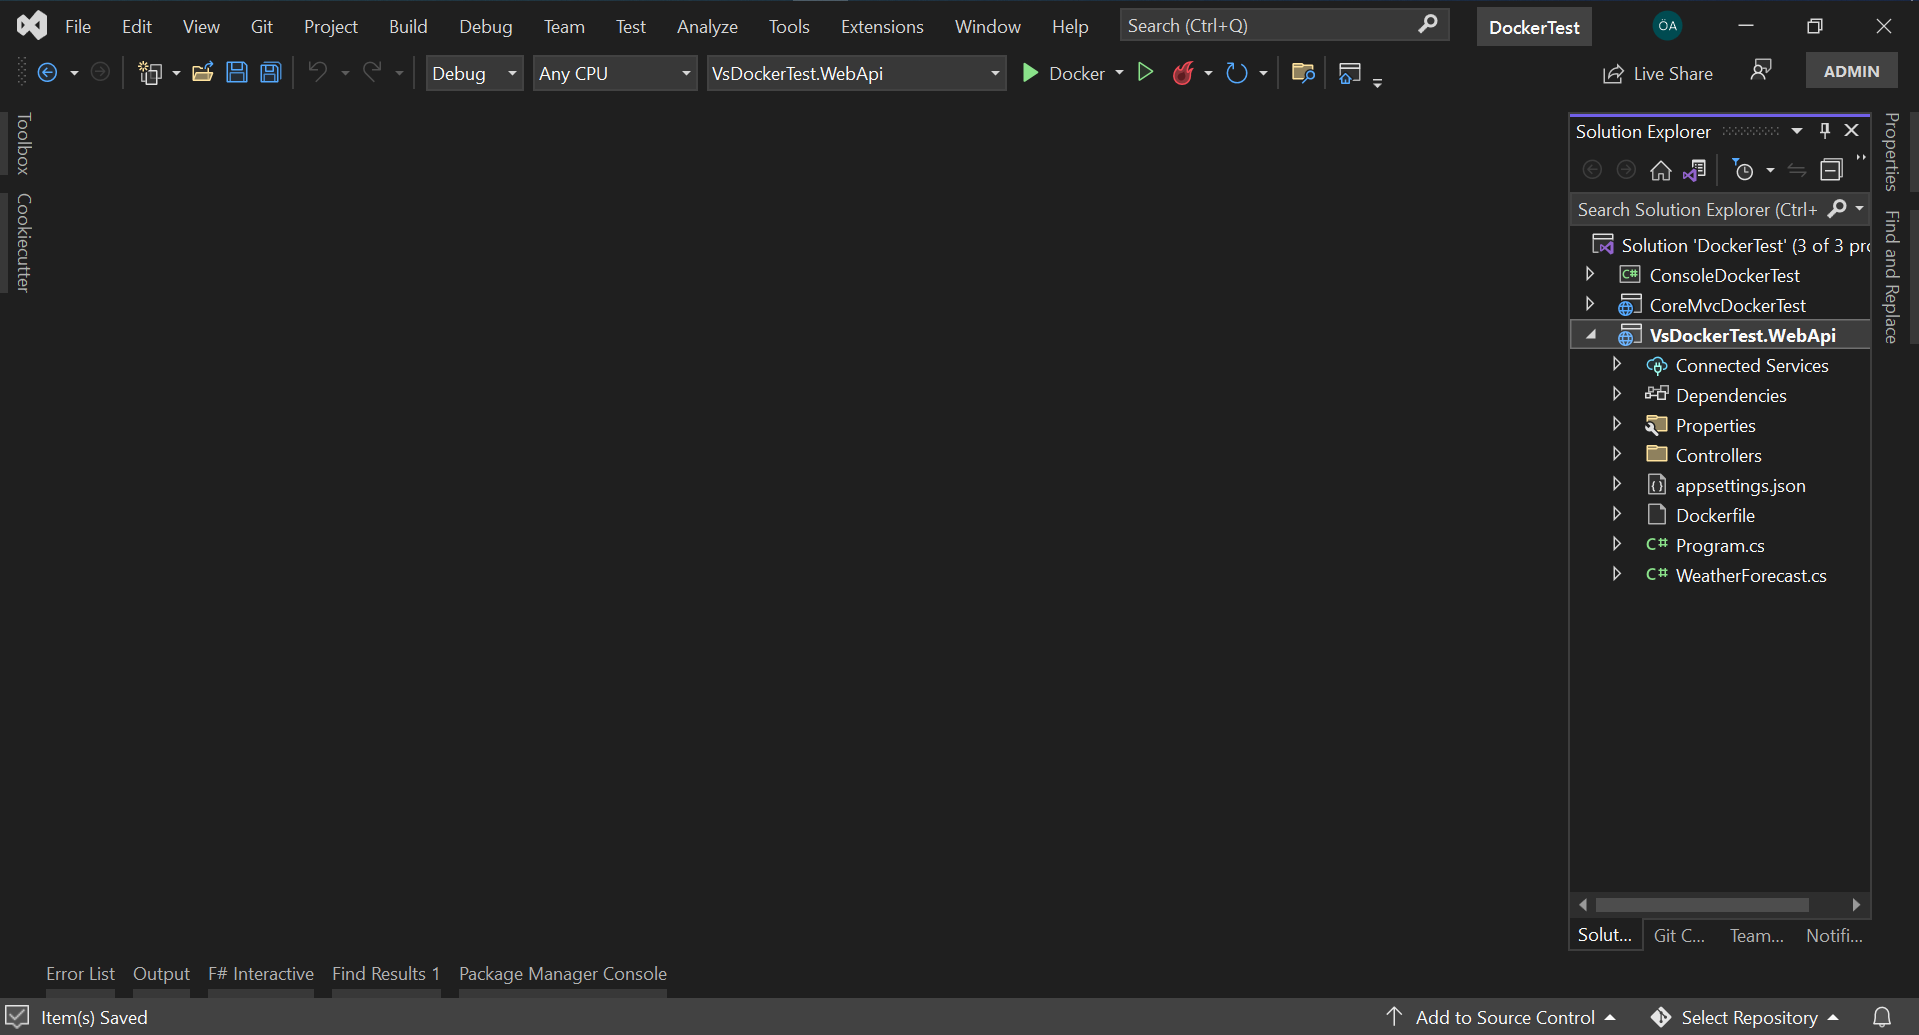 File Edit View Git Project Build Debug Team Test Analyze Tools Extensions Window Help Search (Ctrl+Q) DockerTest ÖA
Debug Any CPU VsDockerTest.WebApi Docker Live Share ADMIN
Toolbox
Cookiecutter
Solution Explorer
Search Solution Explorer (Ctrl+
Solution 'DockerTest' (3 of 3 pro
C# ConsoleDockerTest
CoreMvcDockerTest
VsDockerTest.WebApi
Connected Services
Dependencies
Properties
Controllers
appsettings.json
Dockerfile
C# Program.cs
C# WeatherForecast.cs
Properties
Find and Replace
Solut... Git C... Team... Notifi...
Error List Output F# Interactive Find Results 1 Package Manager Console
Item(s) Saved Add to Source Control Select Repository